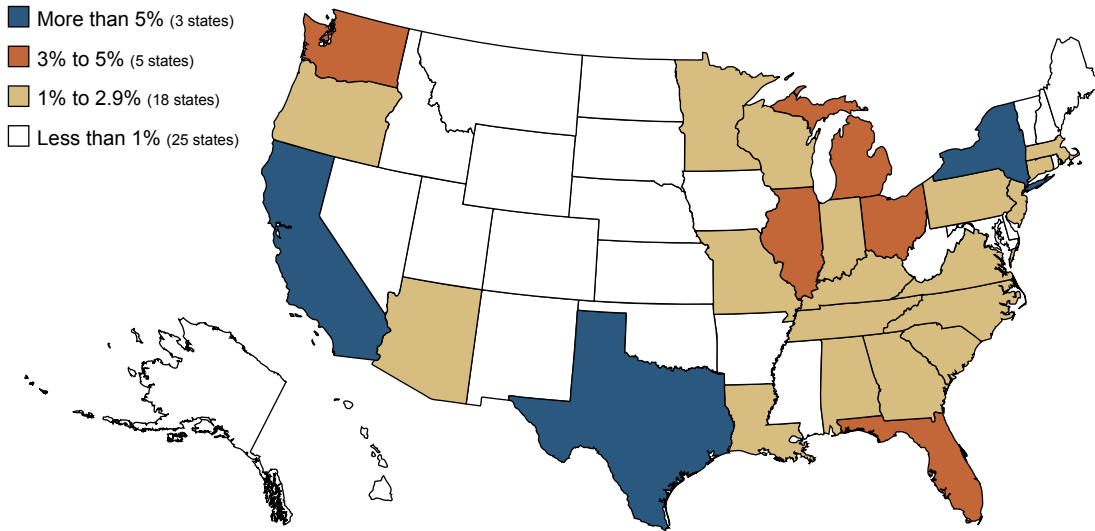 More than 5% (3 states)
3% to 5% (5 states)
1% to 2.9% (18 states)
Less than 1% (25 states)